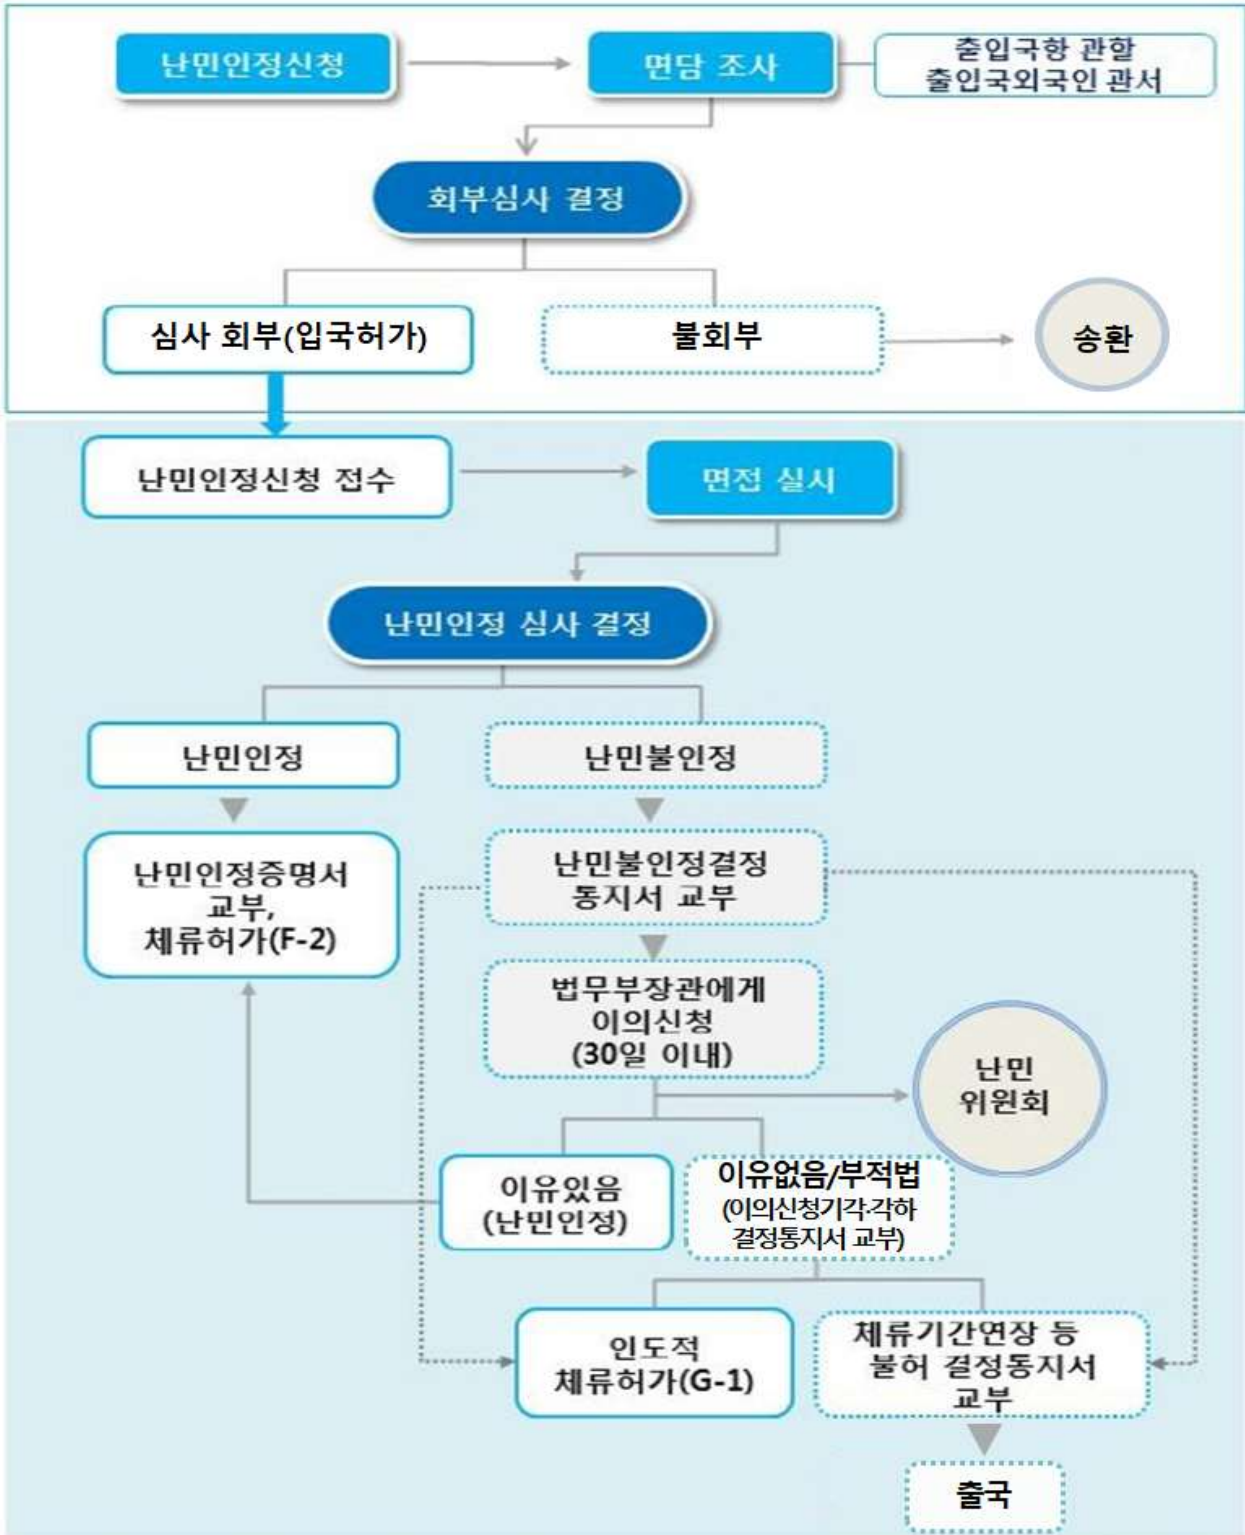 난민인정신청
면담 조사
출입국항 관할
출입국외국인 관서
회부심사 결정
심사 회부(입국허가)
불회부
송환
난민인정신청 접수
면접 실시
난민인정 심사 결정
난민인정
난민불인정
난민인정증명서
교부,
체류허가(F-2)
난민불인정결정
통지서 교부
법무부장관에게
이의신청
(30일 이내)
난민
위원회
이유있음
(난민인정)
이유없음/부적법
(이의신청기각·각하
결정통지서 교부)
인도적
체류허가(G-1)
체류기간연장 등
불허 결정통지서
교부
출국